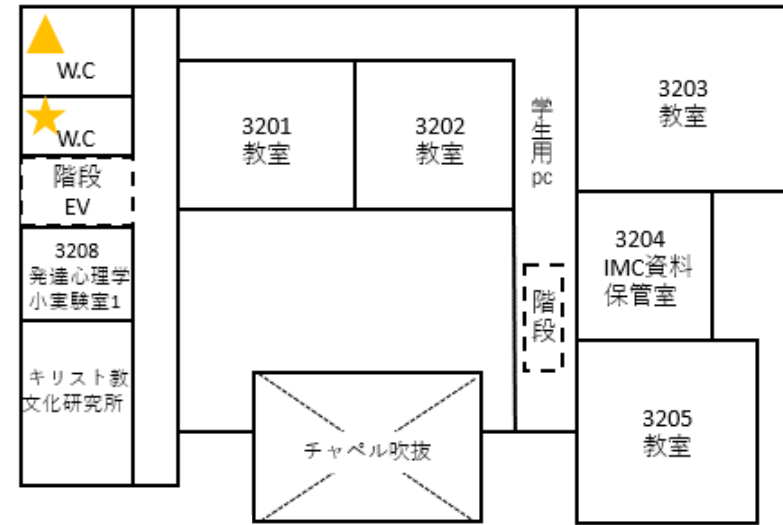 W.C
W.C
階段
EV
3208
発達心理学
小実験室1
キリスト教
文化研究所
3201
教室
3202
教室
学生用pc
階段
チャペル吹抜
3203
教室
3204
IMC資料
保管室
3205
教室